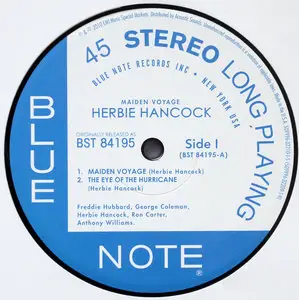 45 STEREO LONG PLAYING
BLUE NOTE RECORDS INC • NEW YORK USA
MAIDEN VOYAGE
HERBIE HANCOCK
ORIGINALLY RELEASED AS
BST 84195
Side 1
(BST 84195-A)
1. MAIDEN VOYAGE (Herbie Hancock)
2. THE EYE OF THE HURRICANE
(Herbie Hancock)
Freddie Hubbard, George Coleman,
Herbie Hancock, Ron Carter,
Anthony Williams.
BLUE
NOTE
®